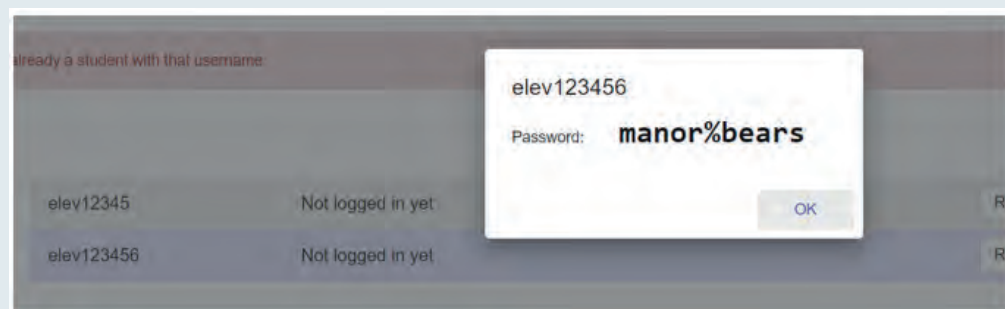 already a student with that username.
elev123456
Password: manor%bears
OK
elev12345 Not logged in yet R
elev123456 Not logged in yet R